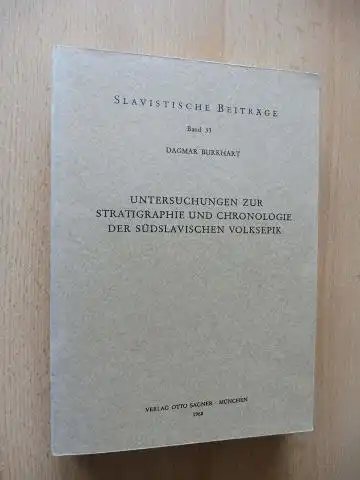 SLAVISTISCHE BEITRÄGE
Band 33
DAGMAR BURKHART
UNTERSUCHUNGEN ZUR
STRATIGRAPHIE UND CHRONOLOGIE
DER SÜDSLAVISCHEN VOLKSEPIK
VERLAG OTTO SAGNER · MÜNCHEN
1968